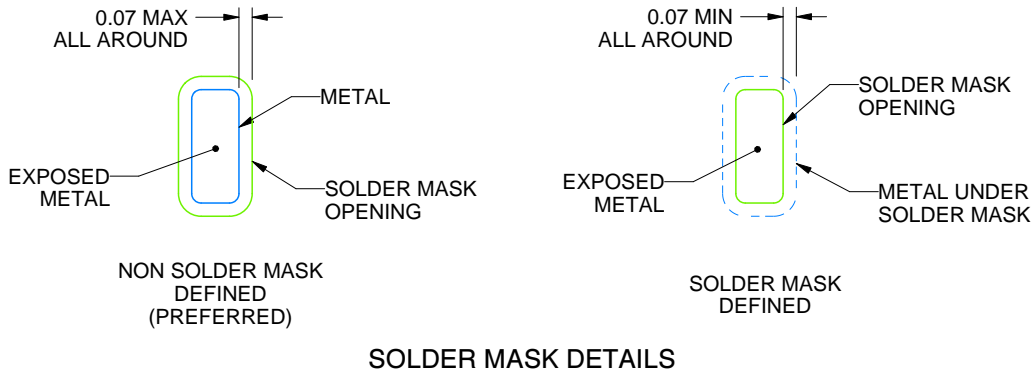 0.07 MAX
ALL AROUND
METAL
EXPOSED
METAL
SOLDER MASK
OPENING
NON SOLDER MASK
DEFINED
(PREFERRED)
0.07 MIN
ALL AROUND
SOLDER MASK
OPENING
EXPOSED
METAL
METAL UNDER
SOLDER MASK
SOLDER MASK
DEFINED
SOLDER MASK DETAILS